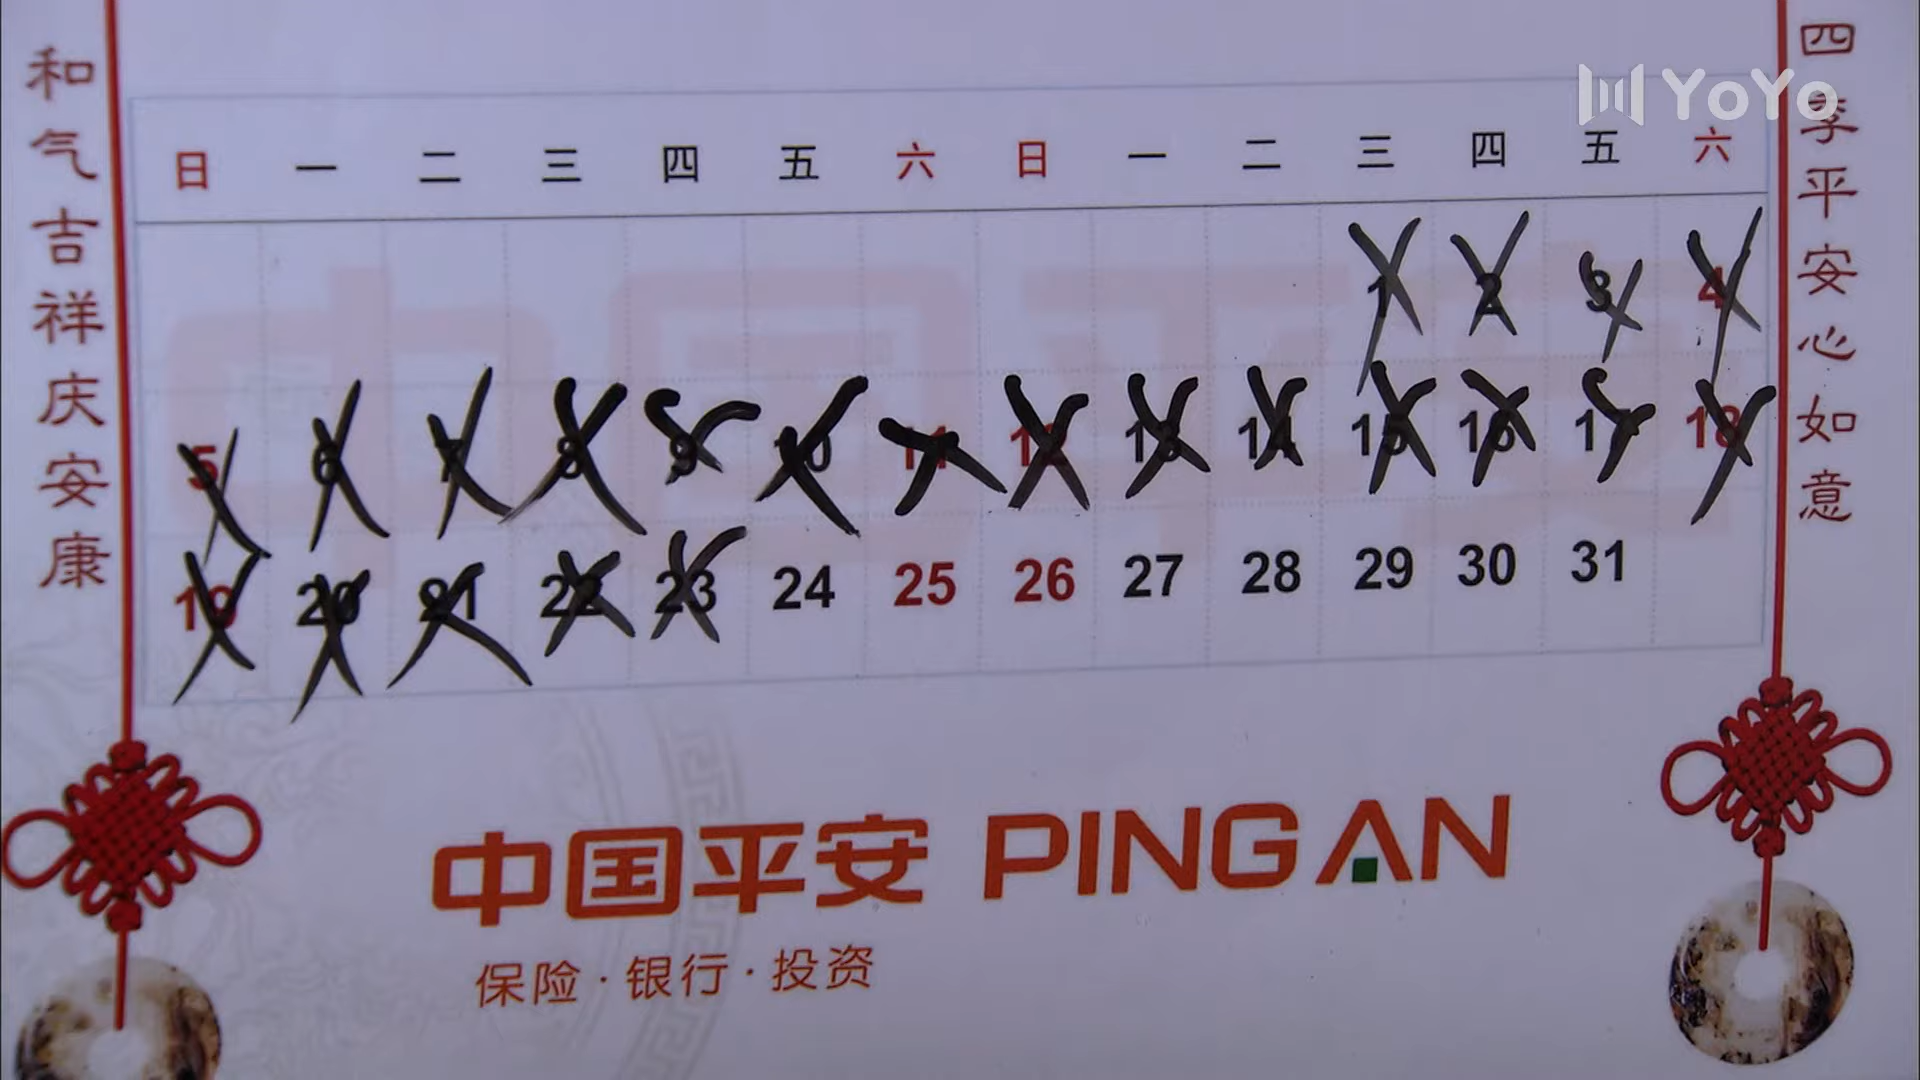 YoYo
和气吉祥庆安康
四季平安心如意
日 一 二 三 四 五 六 日 一 二 三 四 五 六
1 2 3 4
5 6 7 8 9 10 11 12 13 14 15 16 17 18
19 20 21 22 23 24 25 26 27 28 29 30 31
中国平安 PINGAN
保险·银行·投资